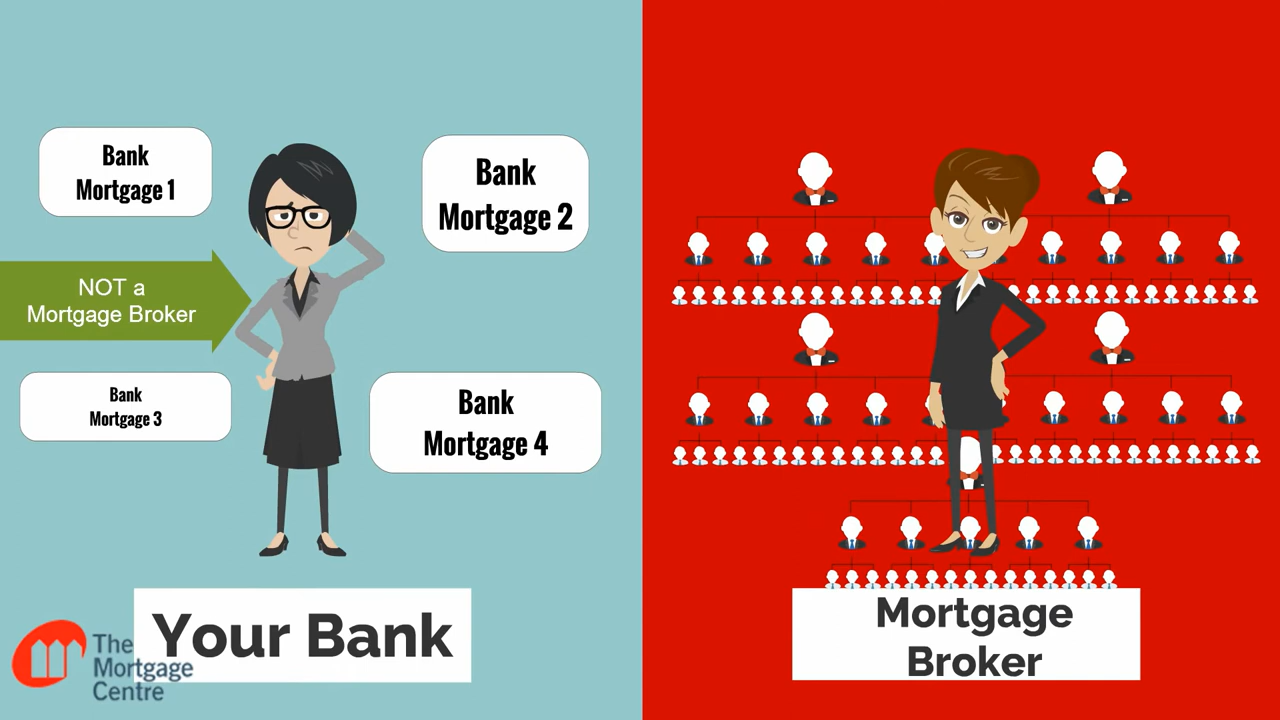 Bank
Mortgage 1
Bank
Mortgage 2
NOT a
Mortgage Broker
Bank
Mortgage 3
Bank
Mortgage 4
Your Bank
The
Mortgage
Centre
Mortgage
Broker